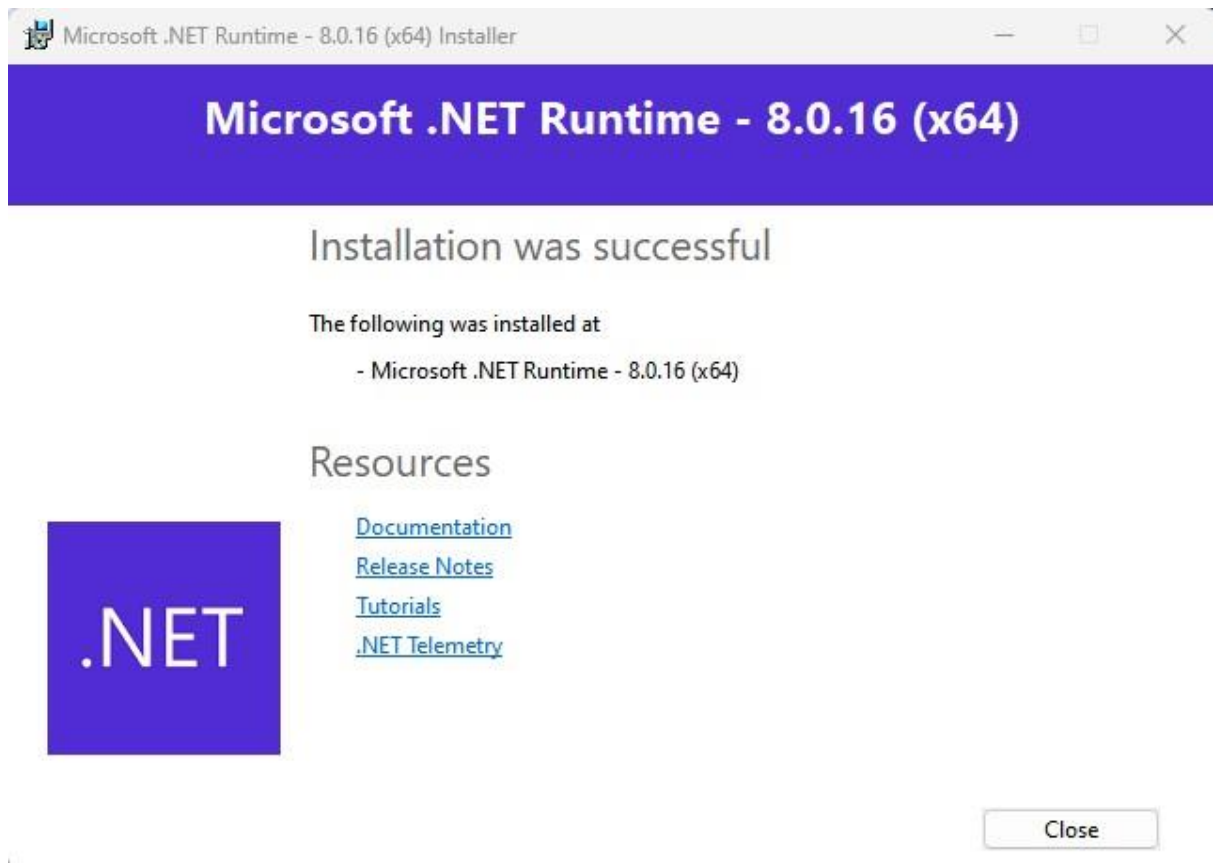 Microsoft .NET Runtime - 8.0.16 (x64) Installer
Microsoft .NET Runtime - 8.0.16 (x64)
Installation was successful
The following was installed at
- Microsoft .NET Runtime - 8.0.16 (x64)
Resources
Documentation
Release Notes
Tutorials
.NET Telemetry
.NET
Close